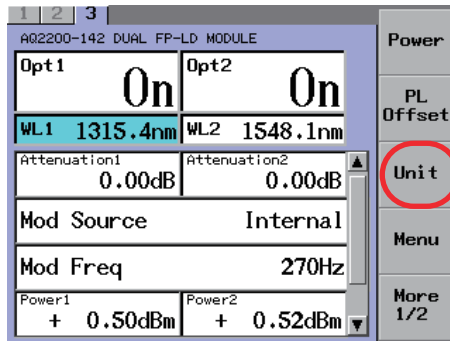 1 2 3
AQ2200-142 DUAL FP-LD MODULE
Opt1 On Opt2 On
WL1 1315.4nm WL2 1548.1nm
Attenuation1 Attenuation2
0.00dB 0.00dB
Mod Source Internal
Mod Freq 270Hz
Power1 Power2
+ 0.50dBm + 0.52dBm
Power
PL
Offset
Unit
Menu
More
1/2